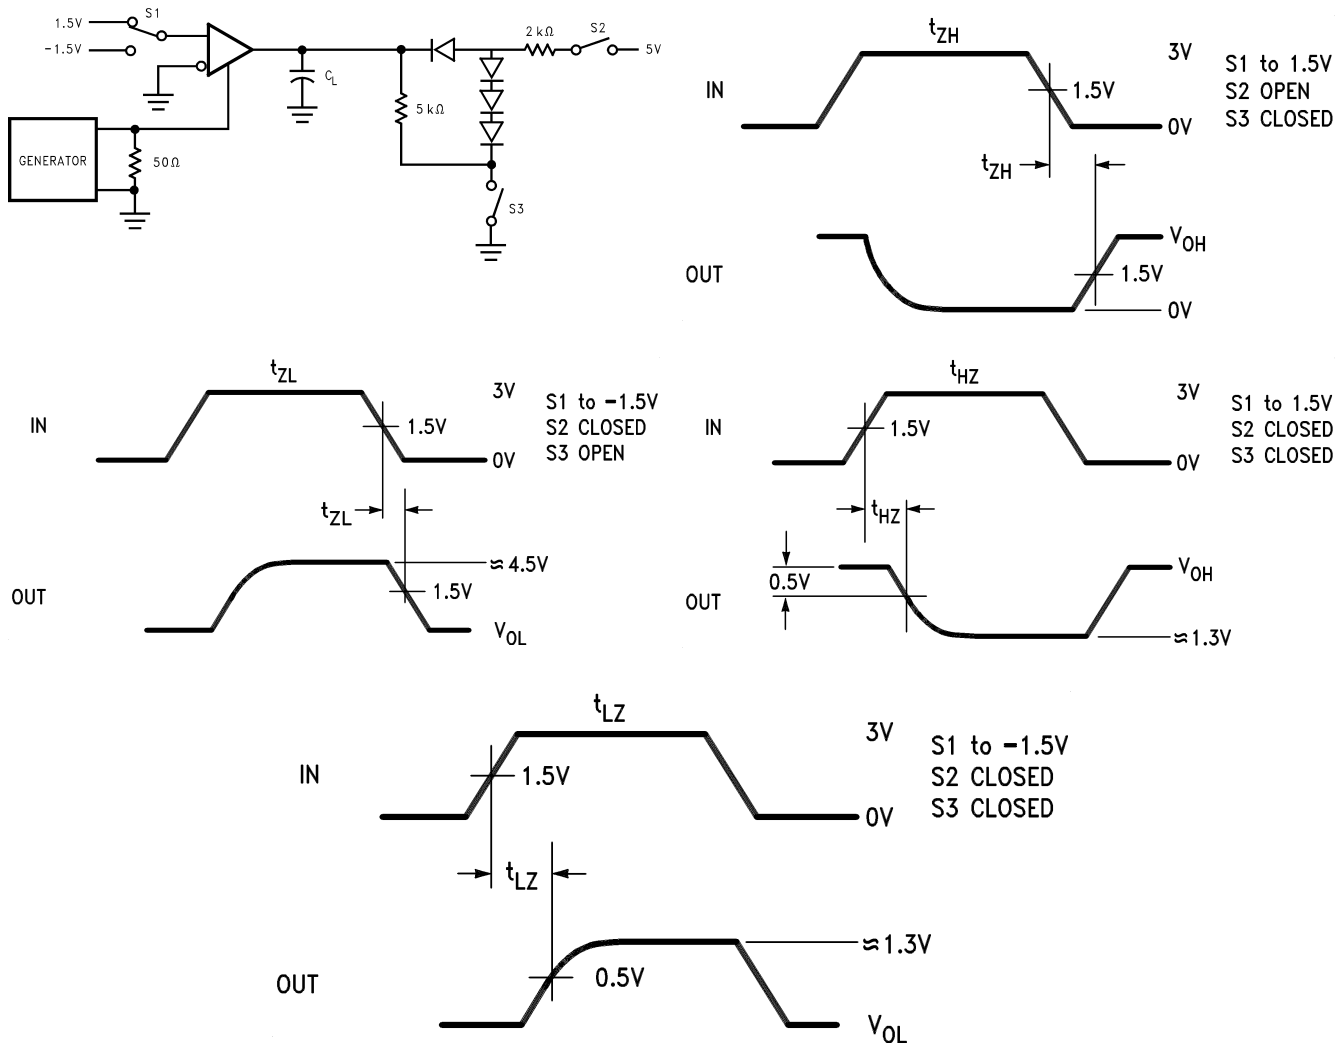 1.5V
S1
-1.5V
C_L
5 kΩ
2 kΩ
S2
5V
GENERATOR
50Ω
S3
t_ZH
IN
3V
1.5V
0V
S1 to 1.5V
S2 OPEN
S3 CLOSED
t_ZH
OUT
V_OH
1.5V
0V
t_ZL
IN
3V
1.5V
0V
S1 to -1.5V
S2 CLOSED
S3 OPEN
t_ZL
OUT
≈ 4.5V
1.5V
V_OL
t_HZ
IN
3V
1.5V
0V
S1 to 1.5V
S2 CLOSED
S3 CLOSED
t_HZ
0.5V
OUT
V_OH
≈ 1.3V
t_LZ
IN
3V
1.5V
0V
S1 to -1.5V
S2 CLOSED
S3 CLOSED
t_LZ
OUT
≈ 1.3V
0.5V
V_OL